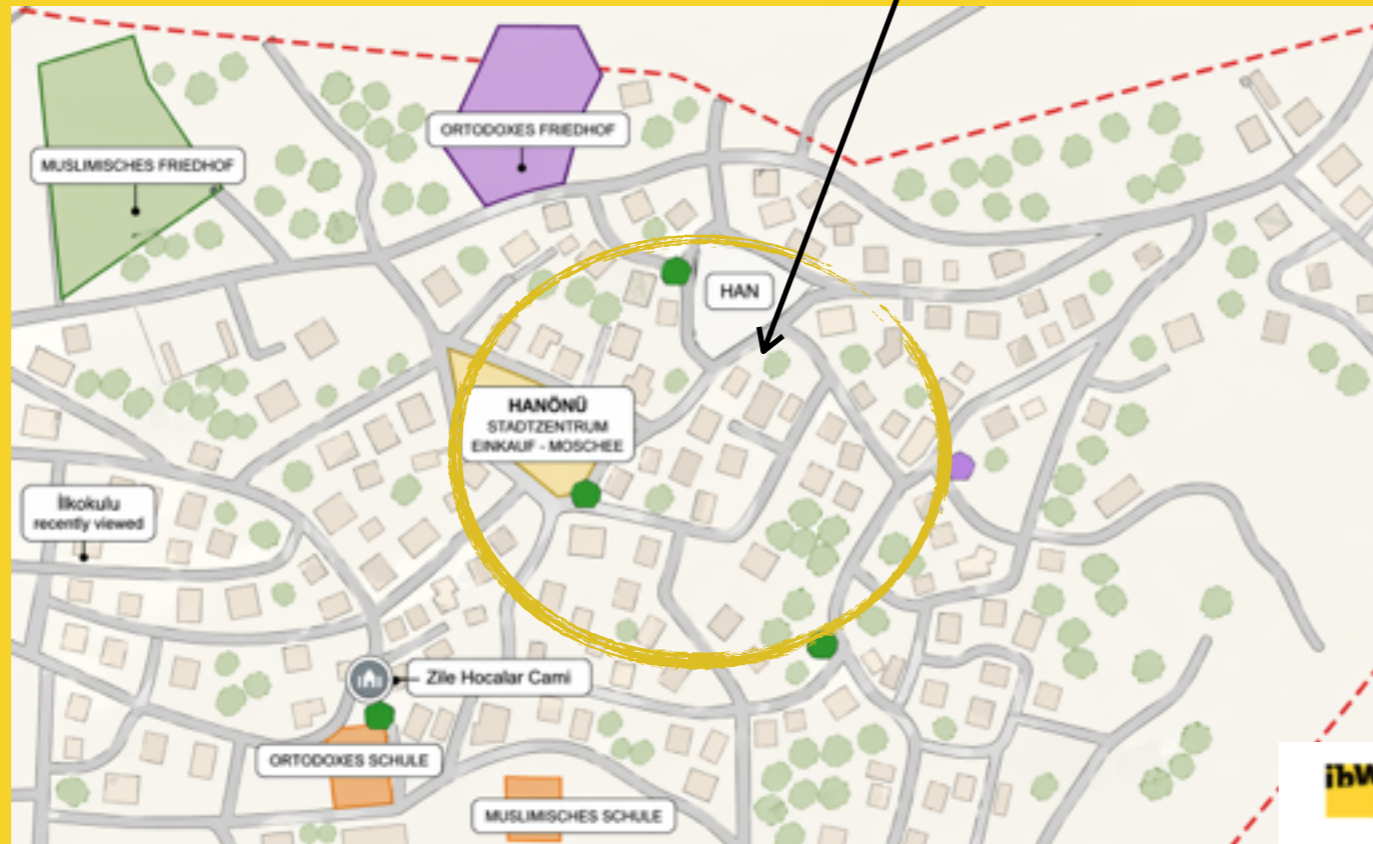 ORTODOXES FRIEDHOF
MUSLIMISCHES FRIEDHOF
HAN
HANÖNÜ
STADTZENTRUM
EINKAUF - MOSCHEE
İlkokulu
recently viewed
Zile Hocalar Cami
ORTODOXES SCHULE
MUSLIMISCHES SCHULE